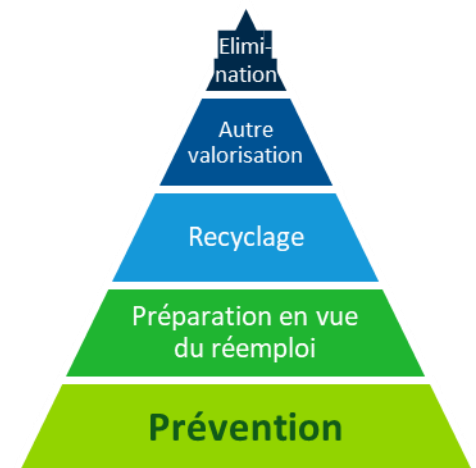 Elimi-
nation
Autre
valorisation
Recyclage
Préparation en vue
du réemploi
Prévention